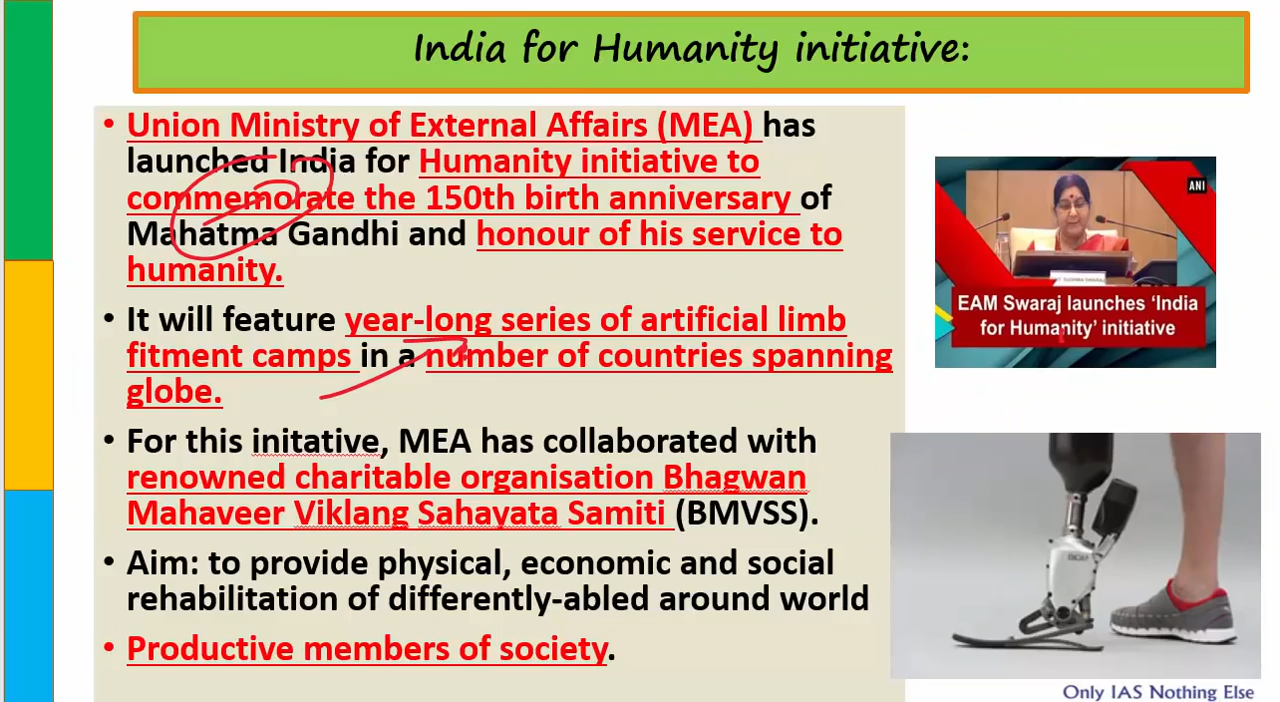 India for Humanity initiative:
• Union Ministry of External Affairs (MEA) has
launched India for Humanity initiative to
commemorate the 150th birth anniversary of
Mahatma Gandhi and honour of his service to
humanity.
• It will feature year-long series of artificial limb
fitment camps in a number of countries spanning
globe.
• For this initative, MEA has collaborated with
renowned charitable organisation Bhagwan
Mahaveer Viklang Sahayata Samiti (BMVSS).
• Aim: to provide physical, economic and social
rehabilitation of differently-abled around world
• Productive members of society.
ANI
EAM Swaraj launches ‘India
for Humanity’ initiative
Only IAS Nothing Else